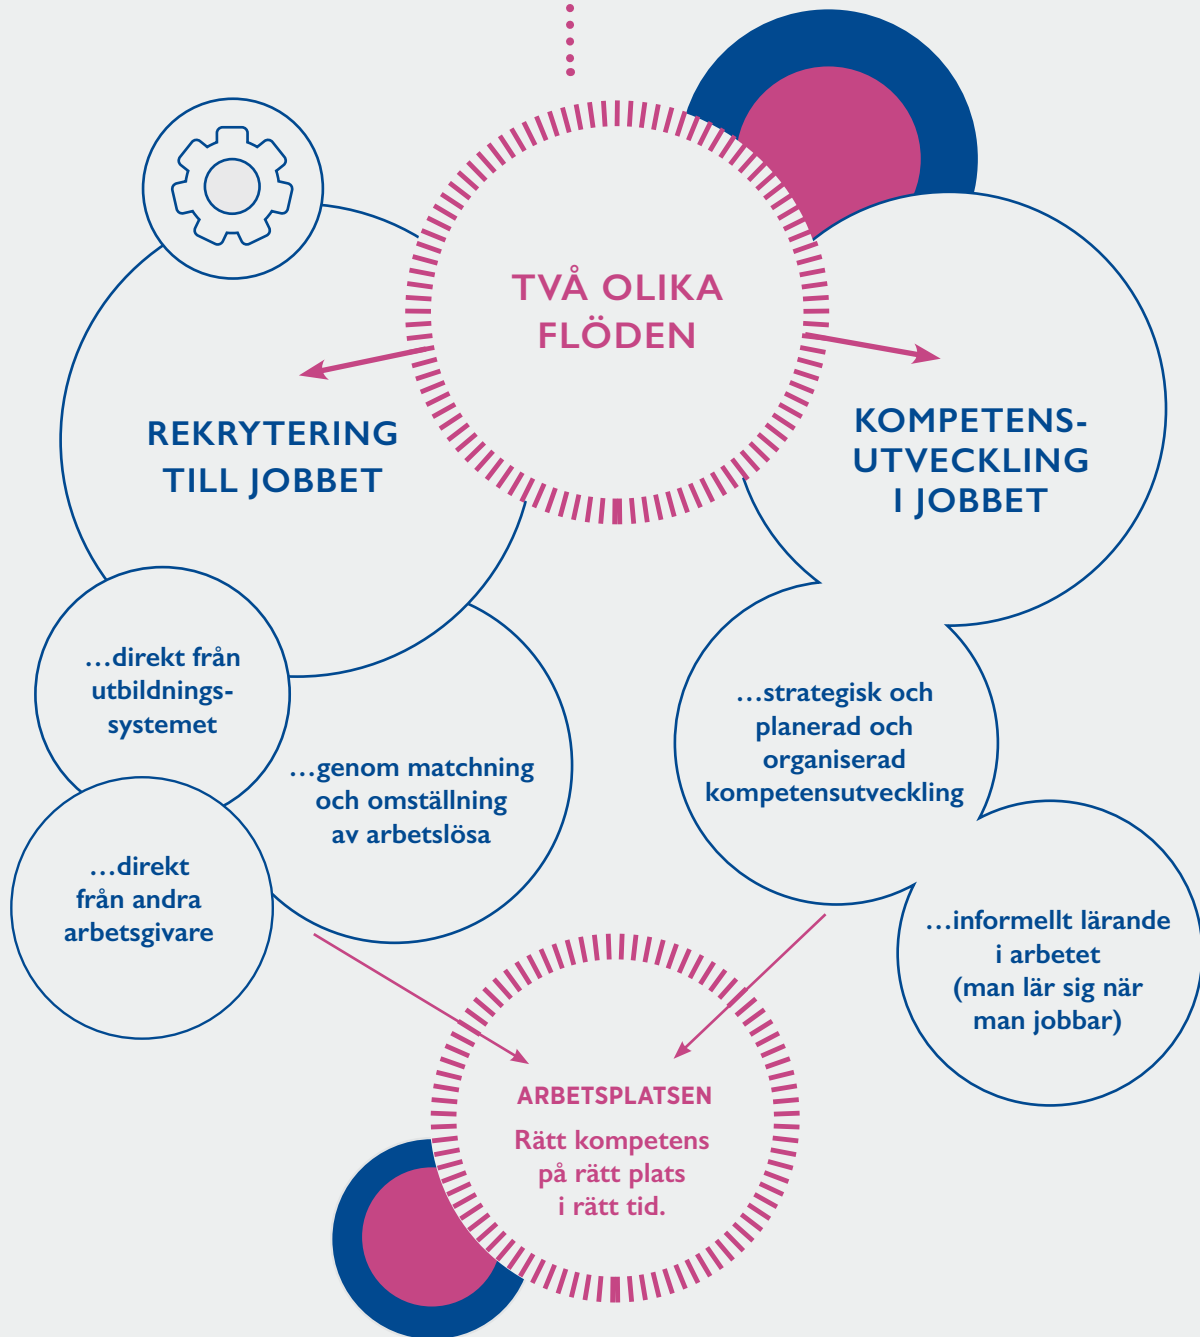 TVÅ OLIKA
FLÖDEN
REKRYTERING
TILL JOBBET
KOMPETENS-
UTVECKLING
I JOBBET
…direkt från
utbildnings-
systemet
…genom matchning
och omställning
av arbetslösa
…direkt
från andra
arbetsgivare
…strategisk och
planerad och
organiserad
kompetensutveckling
…informellt lärande
i arbetet
(man lär sig när
man jobbar)
ARBETSPLATSEN
Rätt kompetens
på rätt plats
i rätt tid.